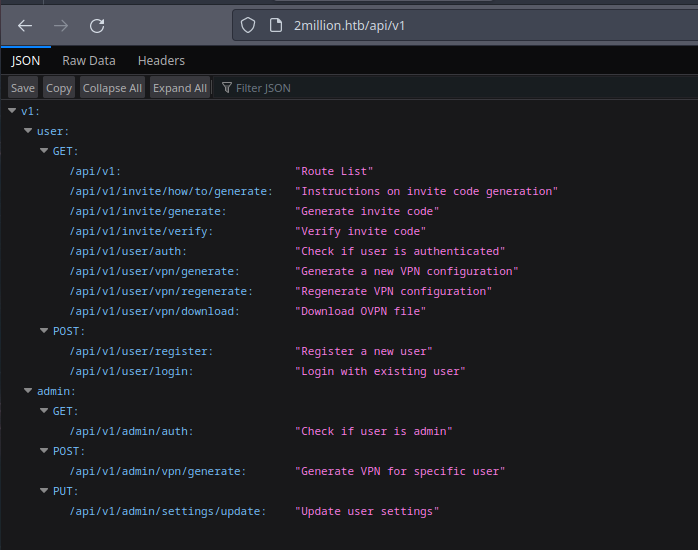 2million.htb/api/v1
JSON Raw Data Headers
Save Copy Collapse All Expand All Filter JSON
v1:
user:
GET:
/api/v1: "Route List"
/api/v1/invite/how/to/generate: "Instructions on invite code generation"
/api/v1/invite/generate: "Generate invite code"
/api/v1/invite/verify: "Verify invite code"
/api/v1/user/auth: "Check if user is authenticated"
/api/v1/user/vpn/generate: "Generate a new VPN configuration"
/api/v1/user/vpn/regenerate: "Regenerate VPN configuration"
/api/v1/user/vpn/download: "Download OVPN file"
POST:
/api/v1/user/register: "Register a new user"
/api/v1/user/login: "Login with existing user"
admin:
GET:
/api/v1/admin/auth: "Check if user is admin"
POST:
/api/v1/admin/vpn/generate: "Generate VPN for specific user"
PUT:
/api/v1/admin/settings/update: "Update user settings"